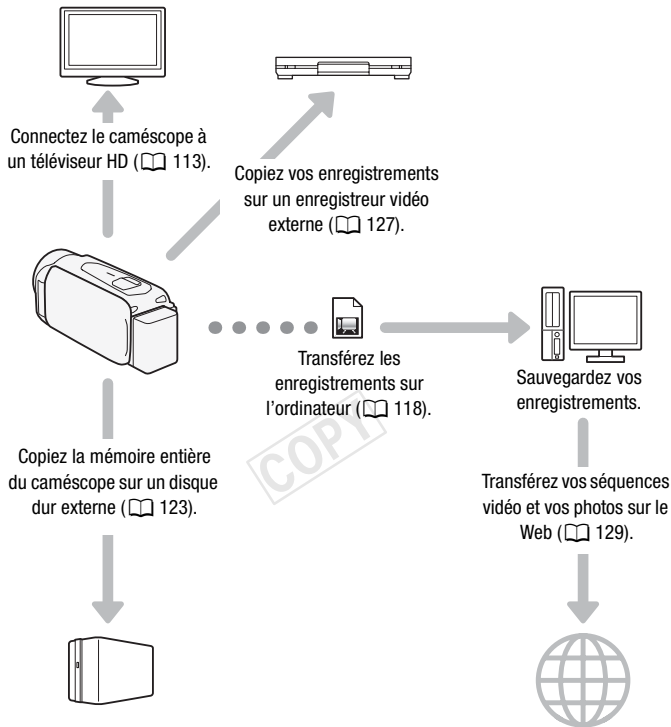 Connectez le caméscope à
un téléviseur HD (📖 113).
Copiez vos enregistrements
sur un enregistreur vidéo
externe (📖 127).
Transférez les
enregistrements sur
l'ordinateur (📖 118).
Sauvegardez vos
enregistrements.
Copiez la mémoire entière
du caméscope sur un disque
dur externe (📖 123).
COPY
Transférez vos séquences
vidéo et vos photos sur le
Web (📖 129).